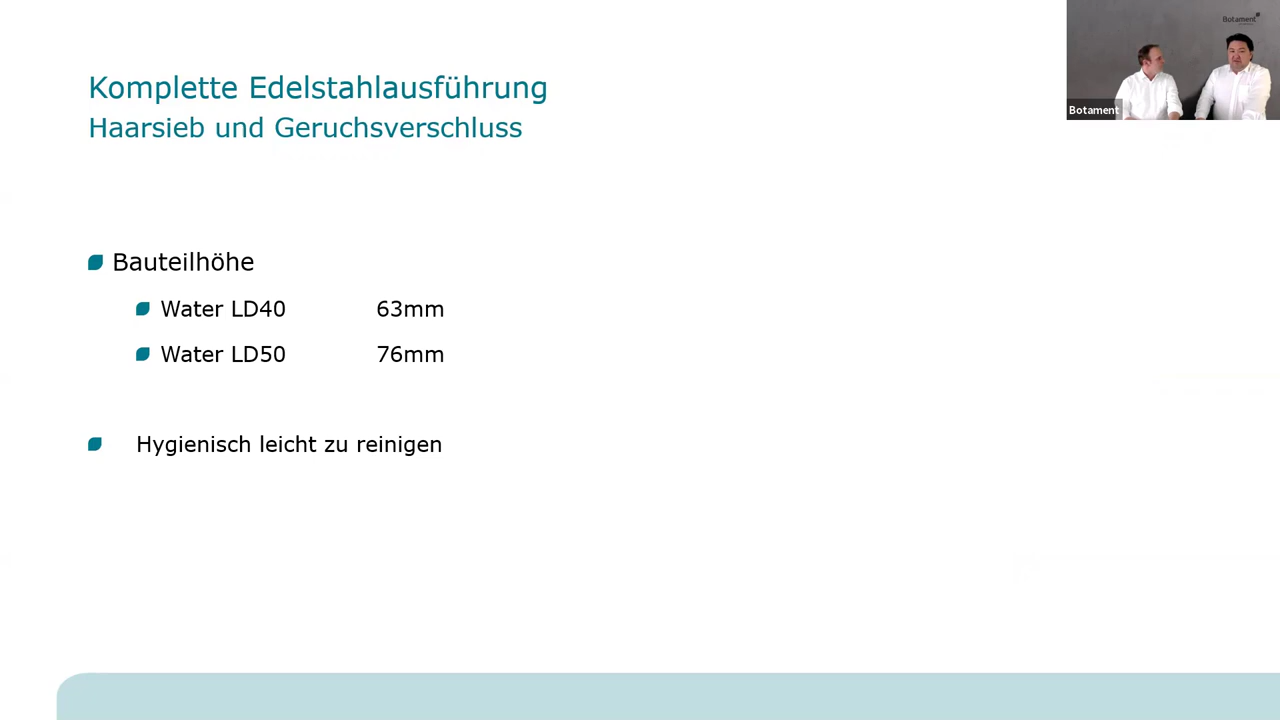 Komplette Edelstahlausführung
Haarsieb und Geruchsverschluss
Botament
Botament
Bauteilhöhe
Water LD40 63mm
Water LD50 76mm
Hygienisch leicht zu reinigen